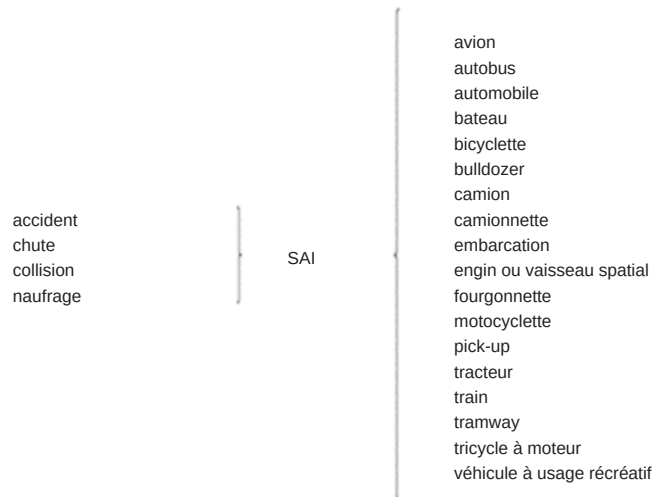 accident
chute
collision
naufrage
SAI
avion
autobus
automobile
bateau
bicyclette
bulldozer
camion
camionnette
embarcation
engin ou vaisseau spatial
fourgonnette
motocyclette
pick-up
tracteur
train
tramway
tricycle à moteur
véhicule à usage récréatif